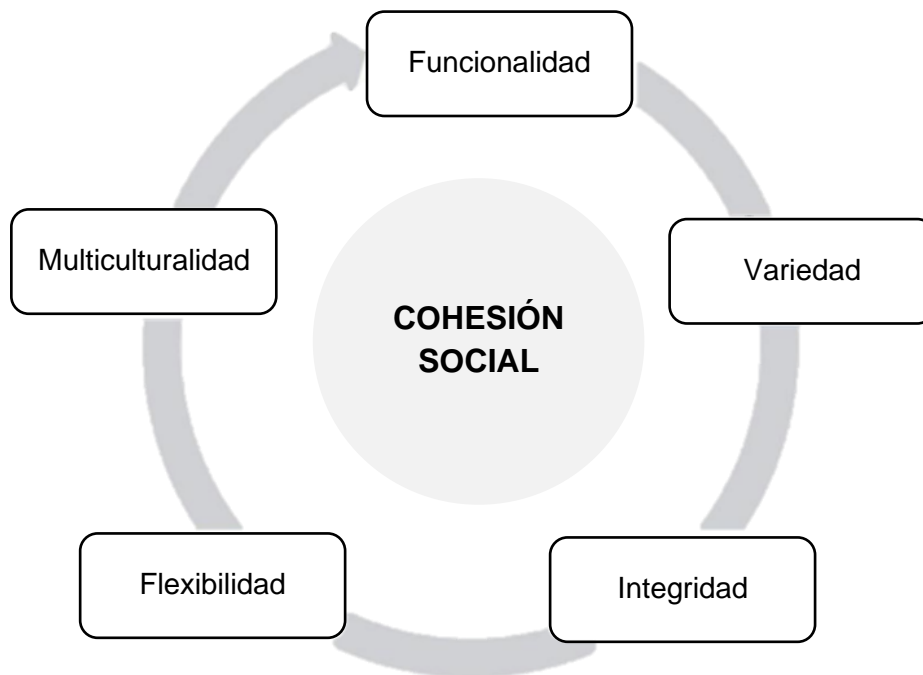 Funcionalidad
Multiculturalidad
Variedad
COHESIÓN
SOCIAL
Flexibilidad
Integridad